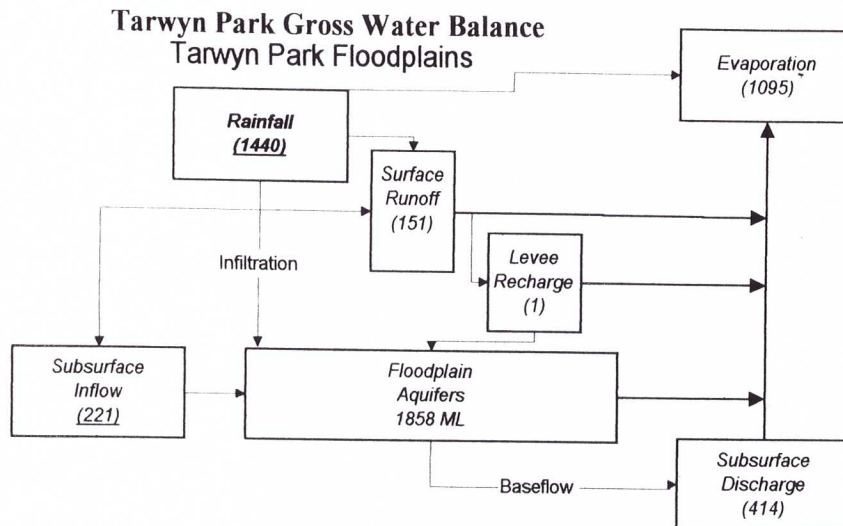 Tarwyn Park Gross Water Balance
Tarwyn Park Floodplains
Evaporation
(1095)
Rainfall
(1440)
Surface
Runoff
(151)
Infiltration
Levee
Recharge
(1)
Subsurface
Inflow
(221)
Floodplain
Aquifers
1858 ML
Baseflow
Subsurface
Discharge
(414)